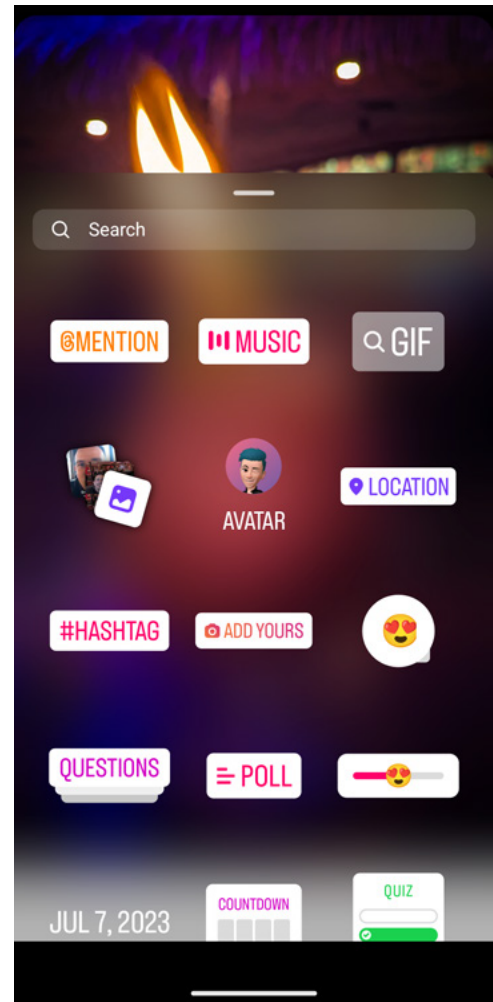 Search
@MENTION
MUSIC
GIF
AVATAR
LOCATION
#HASHTAG
ADD YOURS
QUESTIONS
POLL
JUL 7, 2023
COUNTDOWN
QUIZ